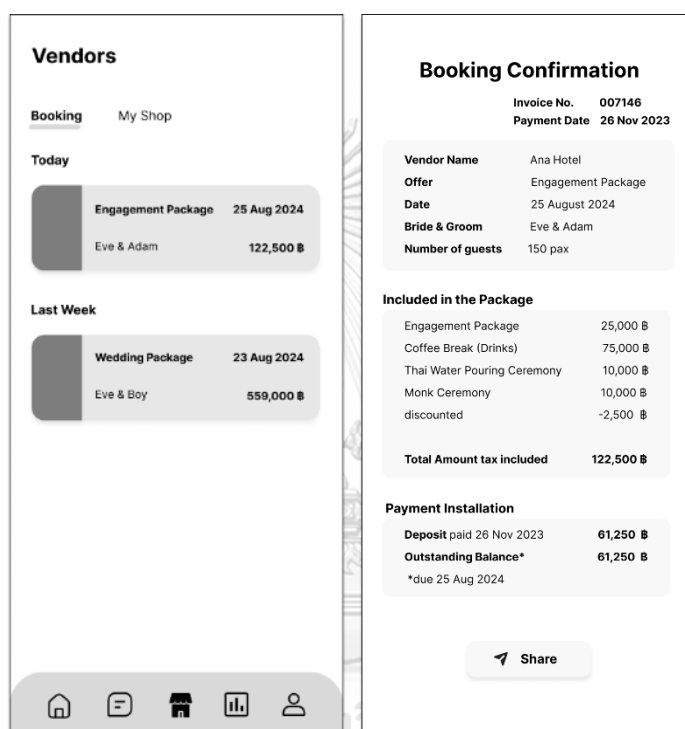 Vendors
Booking My Shop
Today
Engagement Package 25 Aug 2024
Eve & Adam 122,500 ฿
Last Week
Wedding Package 23 Aug 2024
Eve & Boy 559,000 ฿
Booking Confirmation
Invoice No. 007146
Payment Date 26 Nov 2023
Vendor Name Ana Hotel
Offer Engagement Package
Date 25 August 2024
Bride & Groom Eve & Adam
Number of guests 150 pax
Included in the Package
Engagement Package 25,000 ฿
Coffee Break (Drinks) 75,000 ฿
Thai Water Pouring Ceremony 10,000 ฿
Monk Ceremony 10,000 ฿
discounted -2,500 ฿
Total Amount tax included 122,500 ฿
Payment Installation
Deposit paid 26 Nov 2023 61,250 ฿
Outstanding Balance* 61,250 ฿
*due 25 Aug 2024
Share